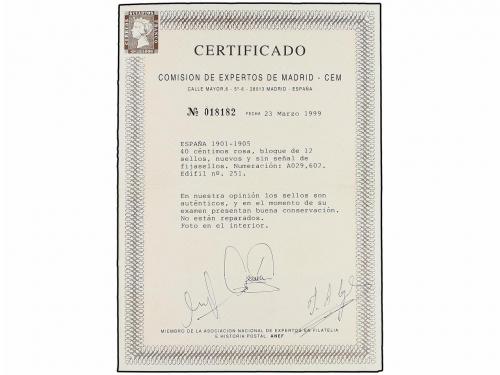 CERTIFICADO
COMISION DE EXPERTOS DE MADRID - CEM
CALLE MAYOR, 6 - 5º-6 - 28013 MADRID - ESPAÑA
Nº 018182 FECHA 23 Marzo 1999
ESPAÑA 1901-1905
40 céntimos rosa, bloque de 12
sellos, nuevos y sin señal de
fijasellos. Numeración: A029,602.
Edifil nº. 251.
En nuestra opinión los sellos son
auténticos, y en el momento de su
examen presentan buena conservación.
No están reparados.
Foto en el interior.
MIEMBRO DE LA ASOCIACION NACIONAL DE EXPERTOS EN FILATELIA
E HISTORIA POSTAL: ANEF